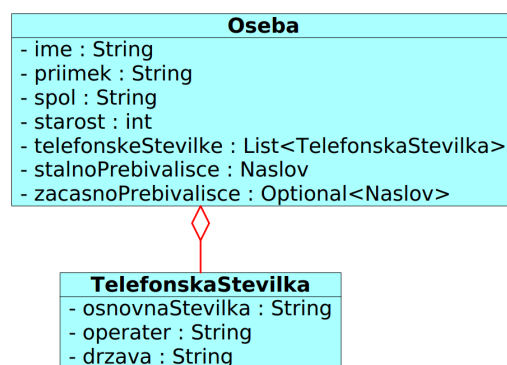 Oseba
- ime : String
- priimek : String
- spol : String
- starost : int
- telefonskeStevilke : List<TelefonskaStevilka>
- stalnoPrebivalisce : Naslov
- zacasnoPrebivalisce : Optional<Naslov>
TelefonskaStevilka
- osnovnaStevilka : String
- operater : String
- drzava : String